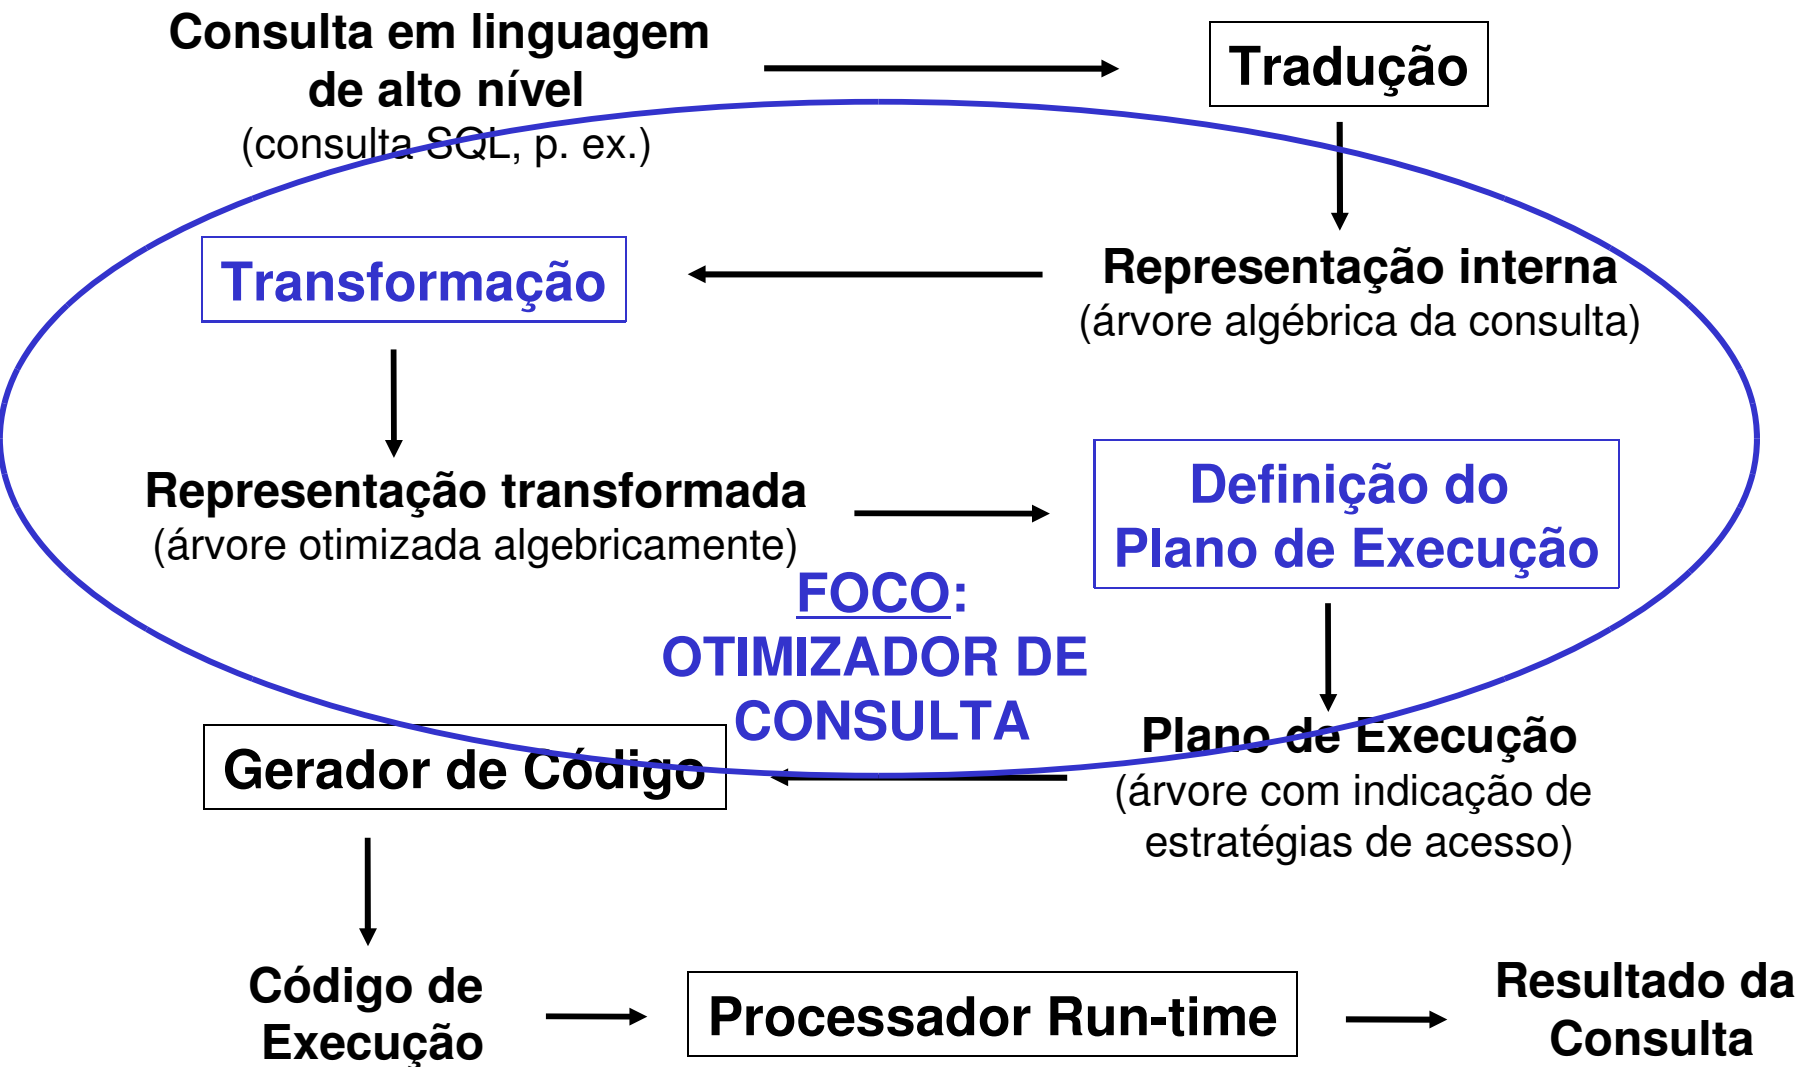 Consulta em linguagem
de alto nível
(consulta SQL, p. ex.)
Tradução
Representação interna
(árvore algébrica da consulta)
Transformação
Representação transformada
(árvore otimizada algebricamente)
Definição do
Plano de Execução
FOCO:
OTIMIZADOR DE
CONSULTA
Plano de Execução
(árvore com indicação de
estratégias de acesso)
Gerador de Código
Código de
Execução
Processador Run-time
Resultado da
Consulta